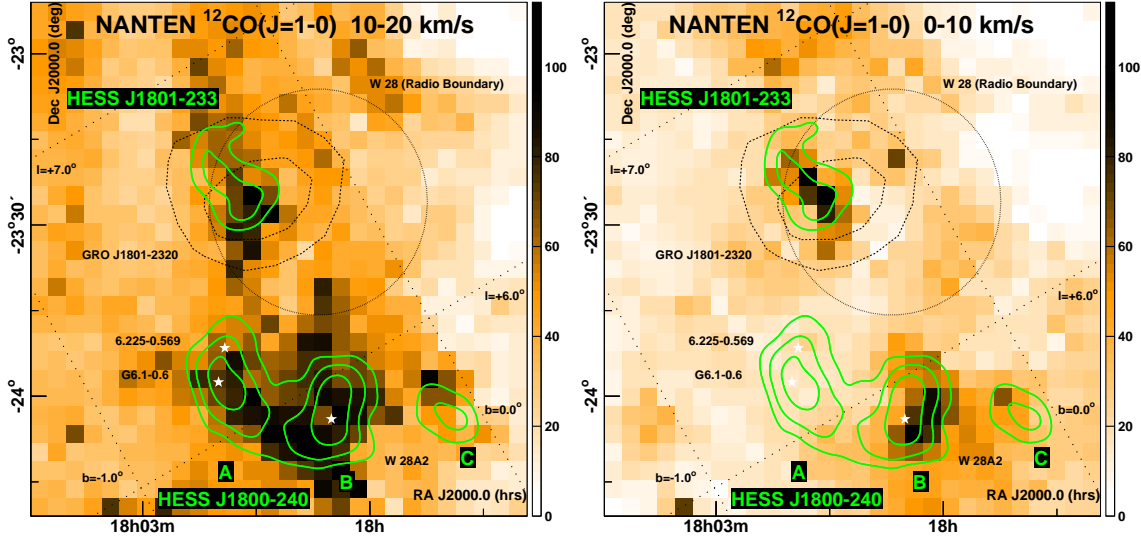 NANTEN ¹²CO(J=1-0) 10-20 km/s
Dec J2000.0 (deg)
-23°
-23°30´
-24°
W 28 (Radio Boundary)
HESS J1801-233
l=+7.0°
GRO J1801-2320
l=+6.0°
6.225-0.569
G6.1-0.6
b=0.0°
C
W 28A2
A
B
b=-1.0°
HESS J1800-240
RA J2000.0 (hrs)
18h03m
18h
100
80
60
40
20
0
NANTEN ¹²CO(J=1-0) 0-10 km/s
Dec J2000.0 (deg)
-23°
-23°30´
-24°
W 28 (Radio Boundary)
HESS J1801-233
l=+7.0°
GRO J1801-2320
l=+6.0°
6.225-0.569
G6.1-0.6
b=0.0°
C
W 28A2
A
B
b=-1.0°
HESS J1800-240
RA J2000.0 (hrs)
18h03m
18h
100
80
60
40
20
0